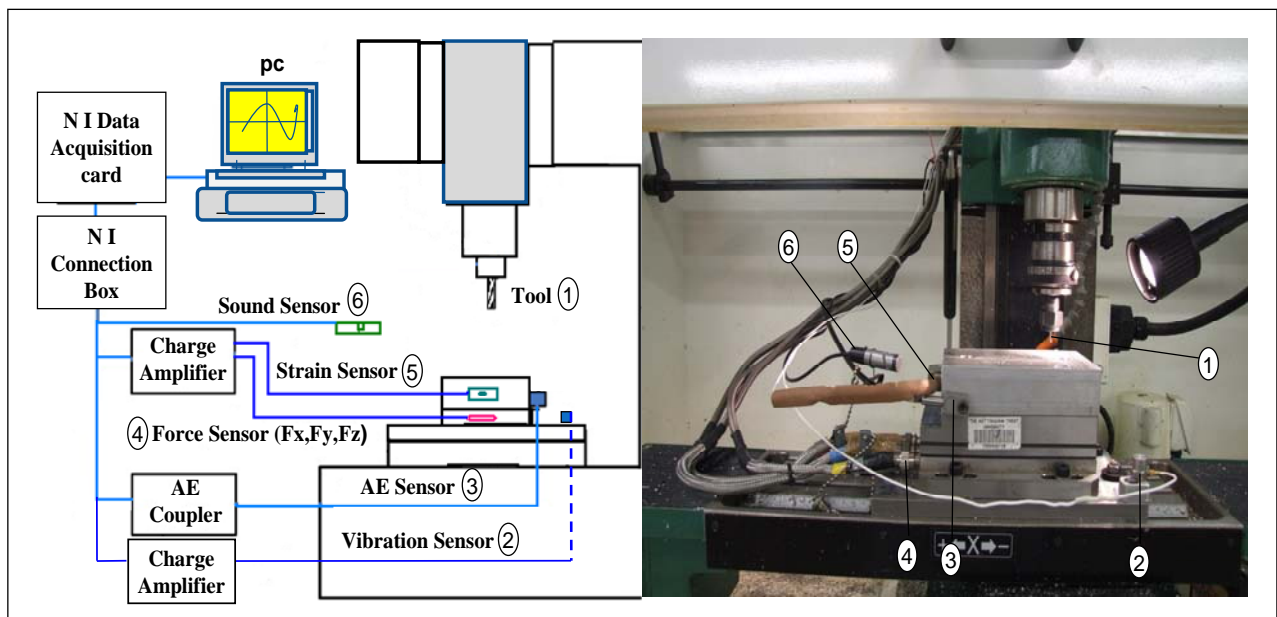 pc
N I Data
Acquisition
card
N I
Connection
Box
Sound Sensor 6
Tool 1
Charge
Amplifier
Strain Sensor 5
4 Force Sensor (Fx,Fy,Fz)
AE Sensor 3
AE
Coupler
Vibration Sensor 2
Charge
Amplifier
6
5
1
4
3
2
+ X -